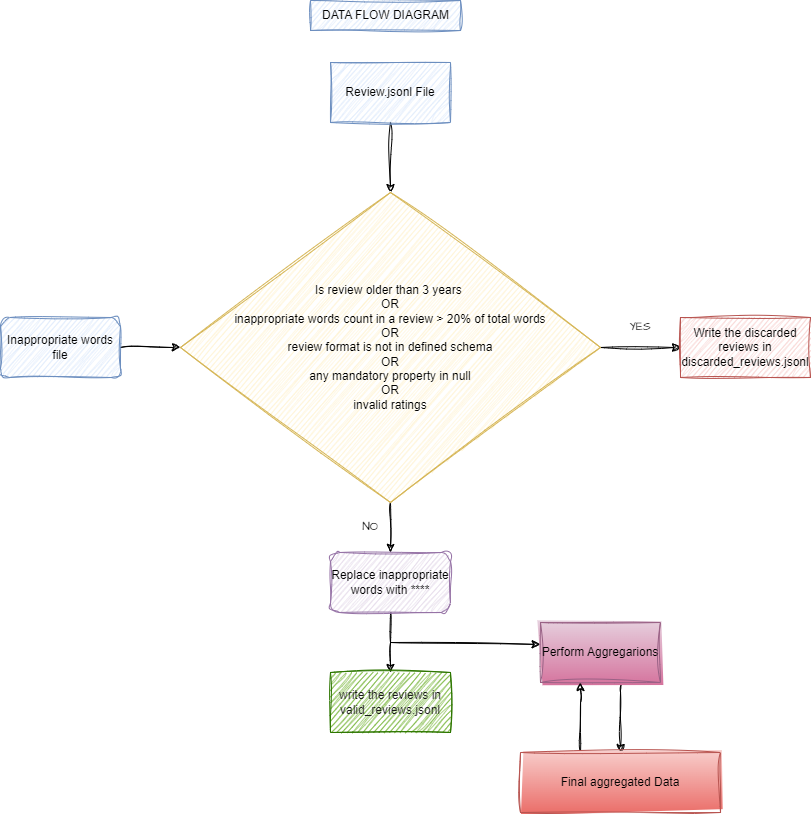 DATA FLOW DIAGRAM
Review.jsonl File
Is review older than 3 years
OR
inappropriate words count in a review > 20% of total words
OR
review format is not in defined schema
OR
any mandatory property in null
OR
invalid ratings
Inappropriate words
file
YES
Write the discarded
reviews in
discarded_reviews.jsonl
NO
Replace inappropriate
words with ****
Perform Aggregarions
write the reviews in
valid_reviews.jsonl
Final aggregated Data